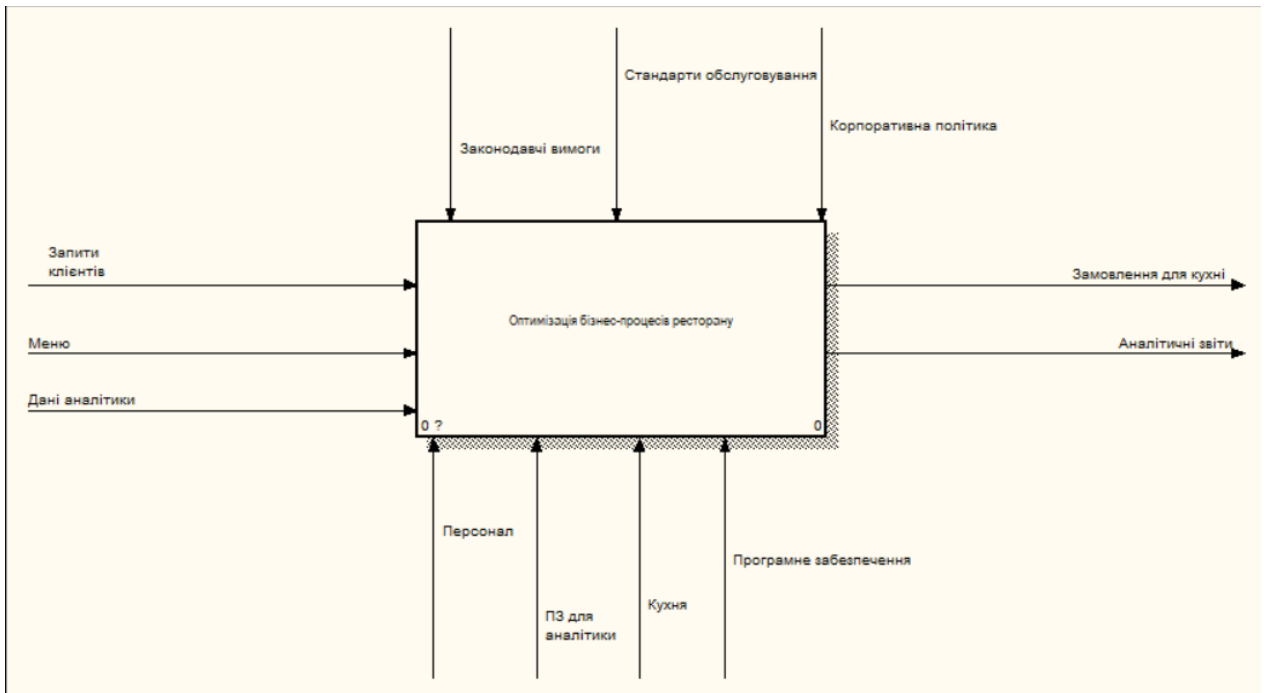 Стандарти обслуговування
Корпоративна політика
Законодавчі вимоги
Запити
клієнтів
Замовлення для кухні
Оптимізація бізнес-процесів ресторану
Меню
Аналітичні звіти
Дані аналітики
0 ?
0
Персонал
Програмне забезпечення
Кухня
ПЗ для
аналітики